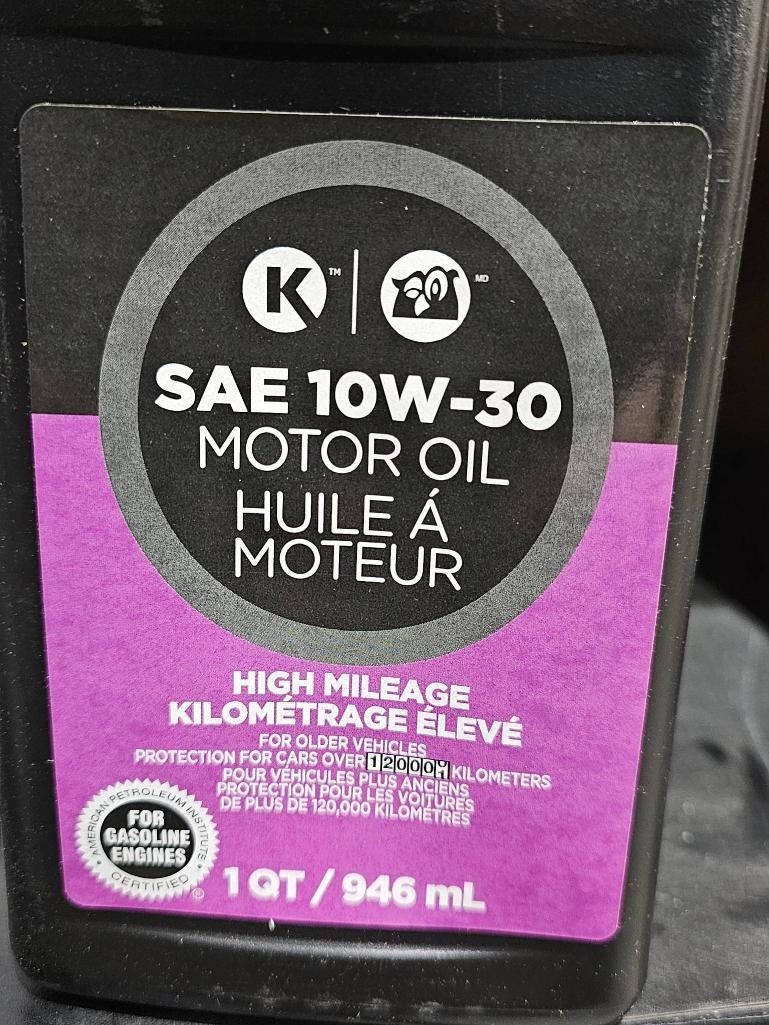 K™ MD
SAE 10W-30
MOTOR OIL
HUILE Á
MOTEUR
HIGH MILEAGE
KILOMÉTRAGE ÉLEVÉ
FOR OLDER VEHICLES
PROTECTION FOR CARS OVER 120000 KILOMETERS
POUR VÉHICULES PLUS ANCIENS
PROTECTION POUR LES VOITURES
DE PLUS DE 120,000 KILOMÈTRES
AMERICAN PETROLEUM INSTITUTE
FOR
GASOLINE
ENGINES
CERTIFIED
®
1 QT / 946 mL